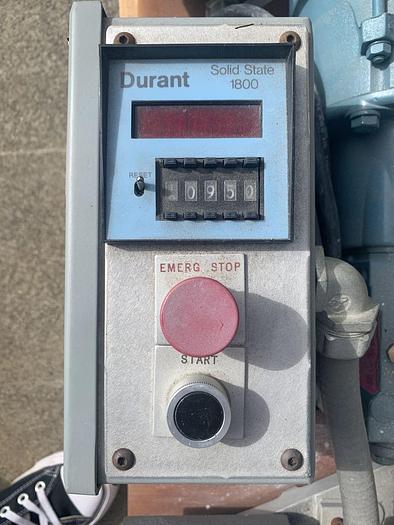 Durant
Solid State
1800
RESET
10950
EMERG STOP
START